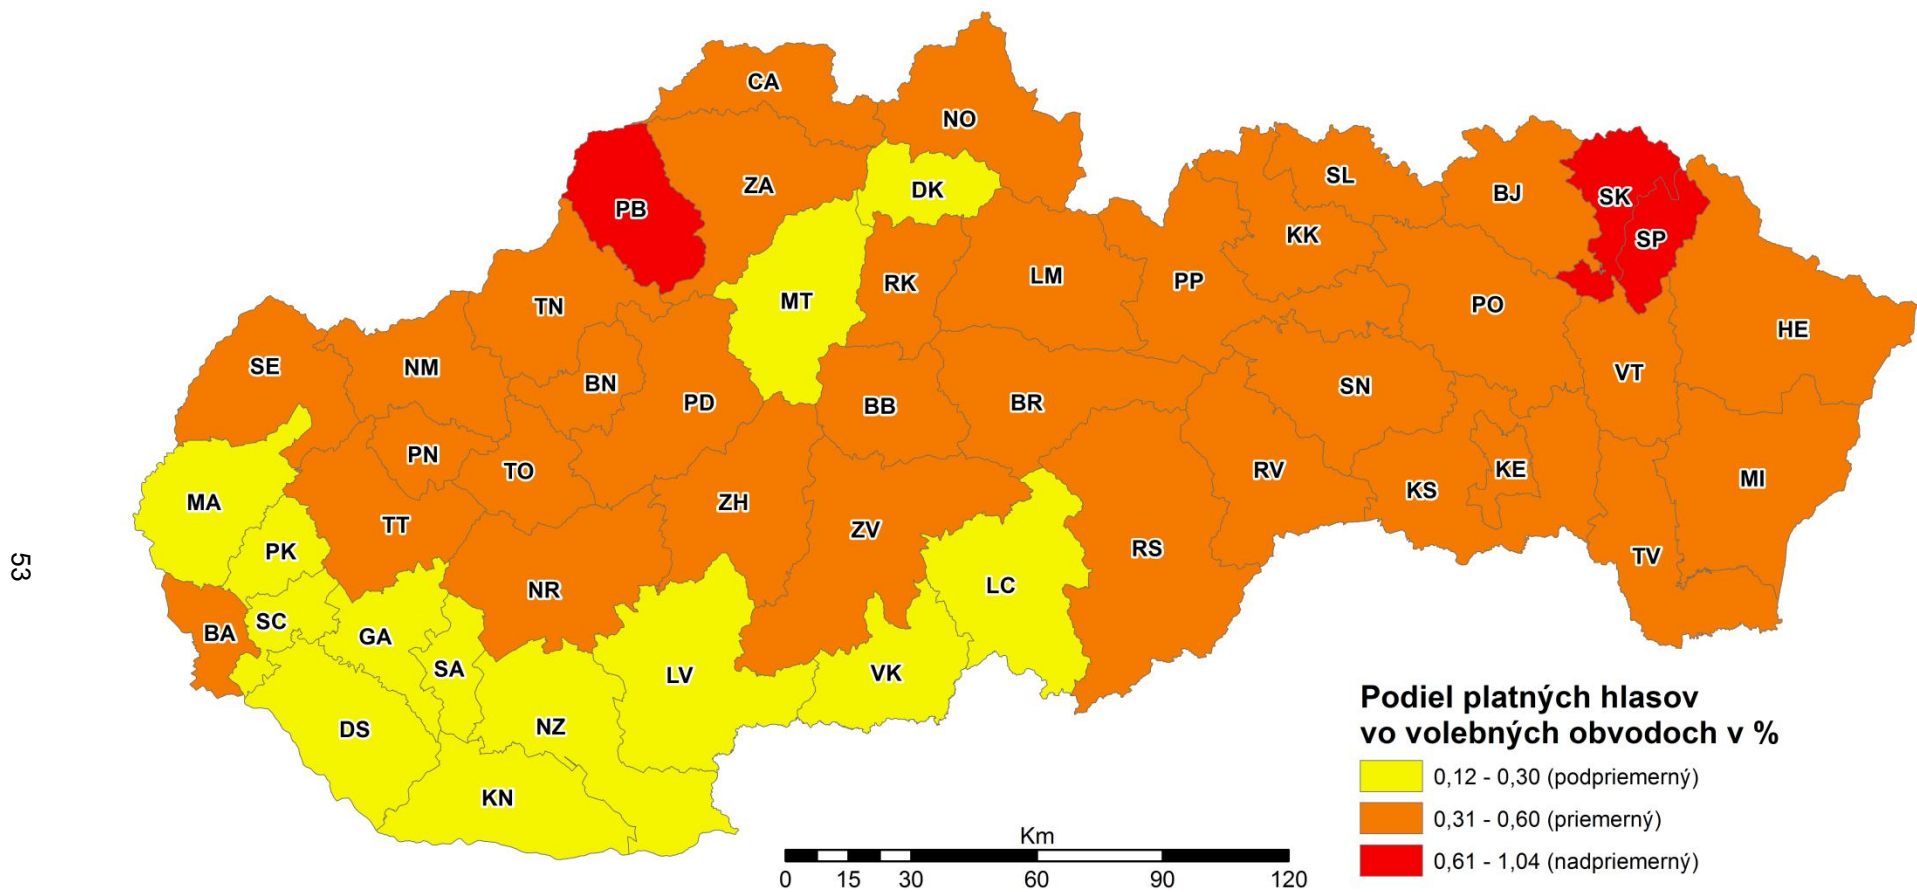 CA
NO
ZA
DK
PB
SL
BJ
SK
KK
SP
MT
RK
LM
PP
TN
PO
HE
SE
NM
BN
PD
BB
BR
SN
VT
PN
TO
MA
ZH
RV
KS
KE
MI
TT
ZV
PK
RS
TV
NR
LC
BA
SC
GA
SA
LV
VK
DS
NZ
KN
53
Podiel platných hlasov
vo volebných obvodoch v %
0,12 - 0,30 (podpriemerný)
0,31 - 0,60 (priemerný)
0,61 - 1,04 (nadpriemerný)
Km
0 15 30 60 90 120